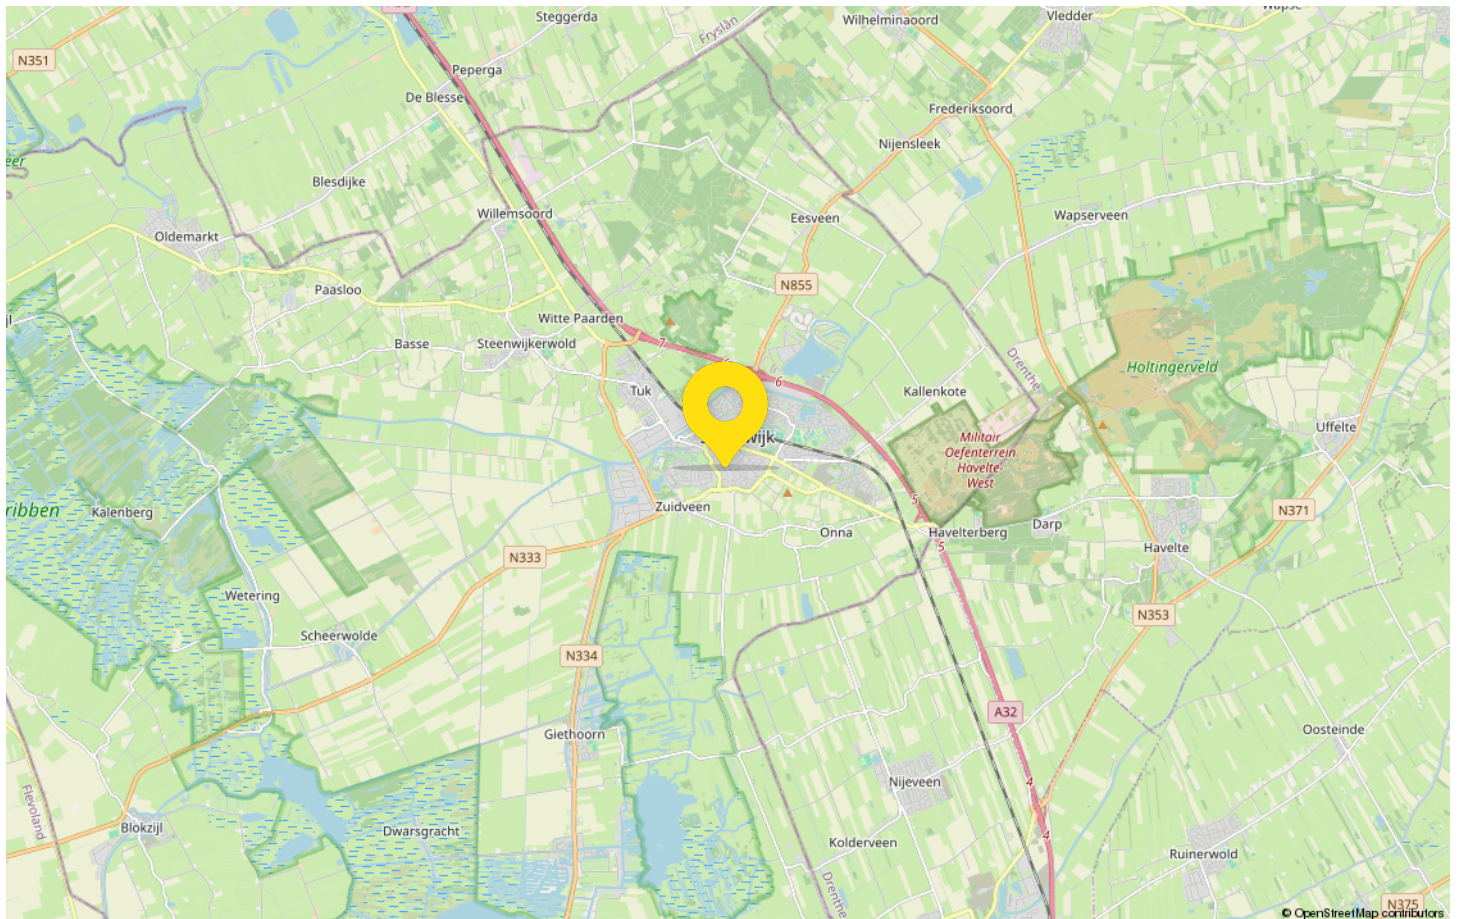 Steggerda
Wilhelminaoord
Vledder
Fryslân
N351
Peperga
De Blesse
Frederiksoord
Nijensleek
eer
Blesdijke
Willemsoord
Eesveen
Wapserveen
Oldemarkt
Paasloo
N855
Witte Paarden
Basse
Steenwijkerwold
7
6
Drenthe
Holtingerveld
Tuk
Kallenkote
wijk
Militair
Oefenterrein
Havelte-
West
Uffelte
5
ribben
Kalenberg
Zuidveen
N371
Onna
Havelterberg
Darp
5
Havelte
N333
Wetering
Scheerwolde
N353
N334
A32
Giethoorn
Oosteinde
Nijeveen
4
Flevoland
Blokzijl
Dwarsgracht
4
Kolderveen
Ruinerwold
Drenthe
N375
© OpenStreetMap contributors